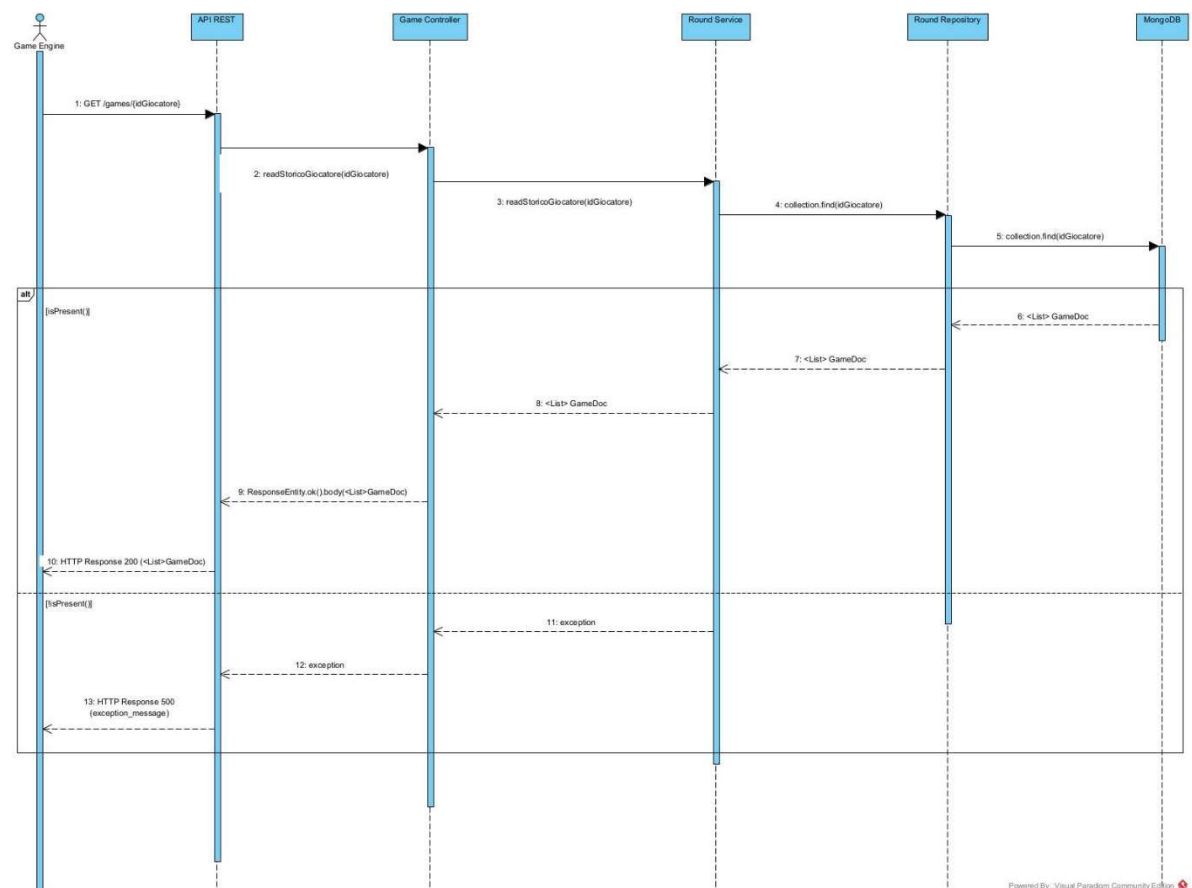 Game Engine
API REST
Game Controller
Round Service
Round Repository
MongoDB
1: GET /games/{idGiocatore}
2: readStoricoGiocatore(idGiocatore)
3: readStoricoGiocatore(idGiocatore)
4: collection.find(idGiocatore)
5: collection.find(idGiocatore)
alt
[isPresent()]
6: <List> GameDoc
7: <List> GameDoc
8: <List> GameDoc
9: ResponseEntity.ok().body(<List>GameDoc)
10: HTTP Response 200 (<List>GameDoc)
[!isPresent()]
11: exception
12: exception
13: HTTP Response 500
(exception_message)
Powered By: Visual Paradigm Community Edition